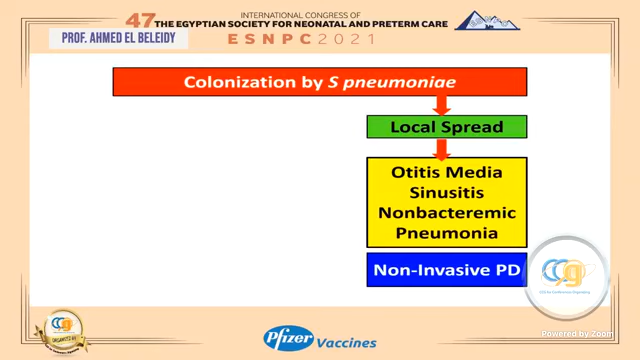 INTERNATIONAL CONGRESS OF
47 THE EGYPTIAN SOCIETY FOR NEONATAL AND PRETERM CARE
PROF. AHMED EL BELEIDY
ESNPC 2021
Colonization by S pneumoniae
Local Spread
Otitis Media
Sinusitis
Nonbacteremic
Pneumonia
Non-Invasive PD
Powered by Zoom
Pfizer Vaccines